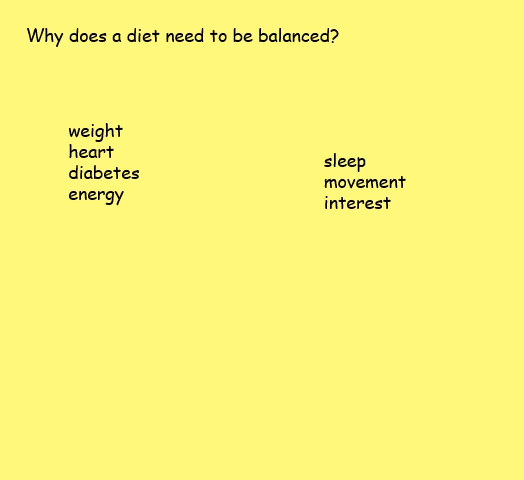 Why does a diet need to be balanced?
weight
heart
diabetes
energy
sleep
movement
interest